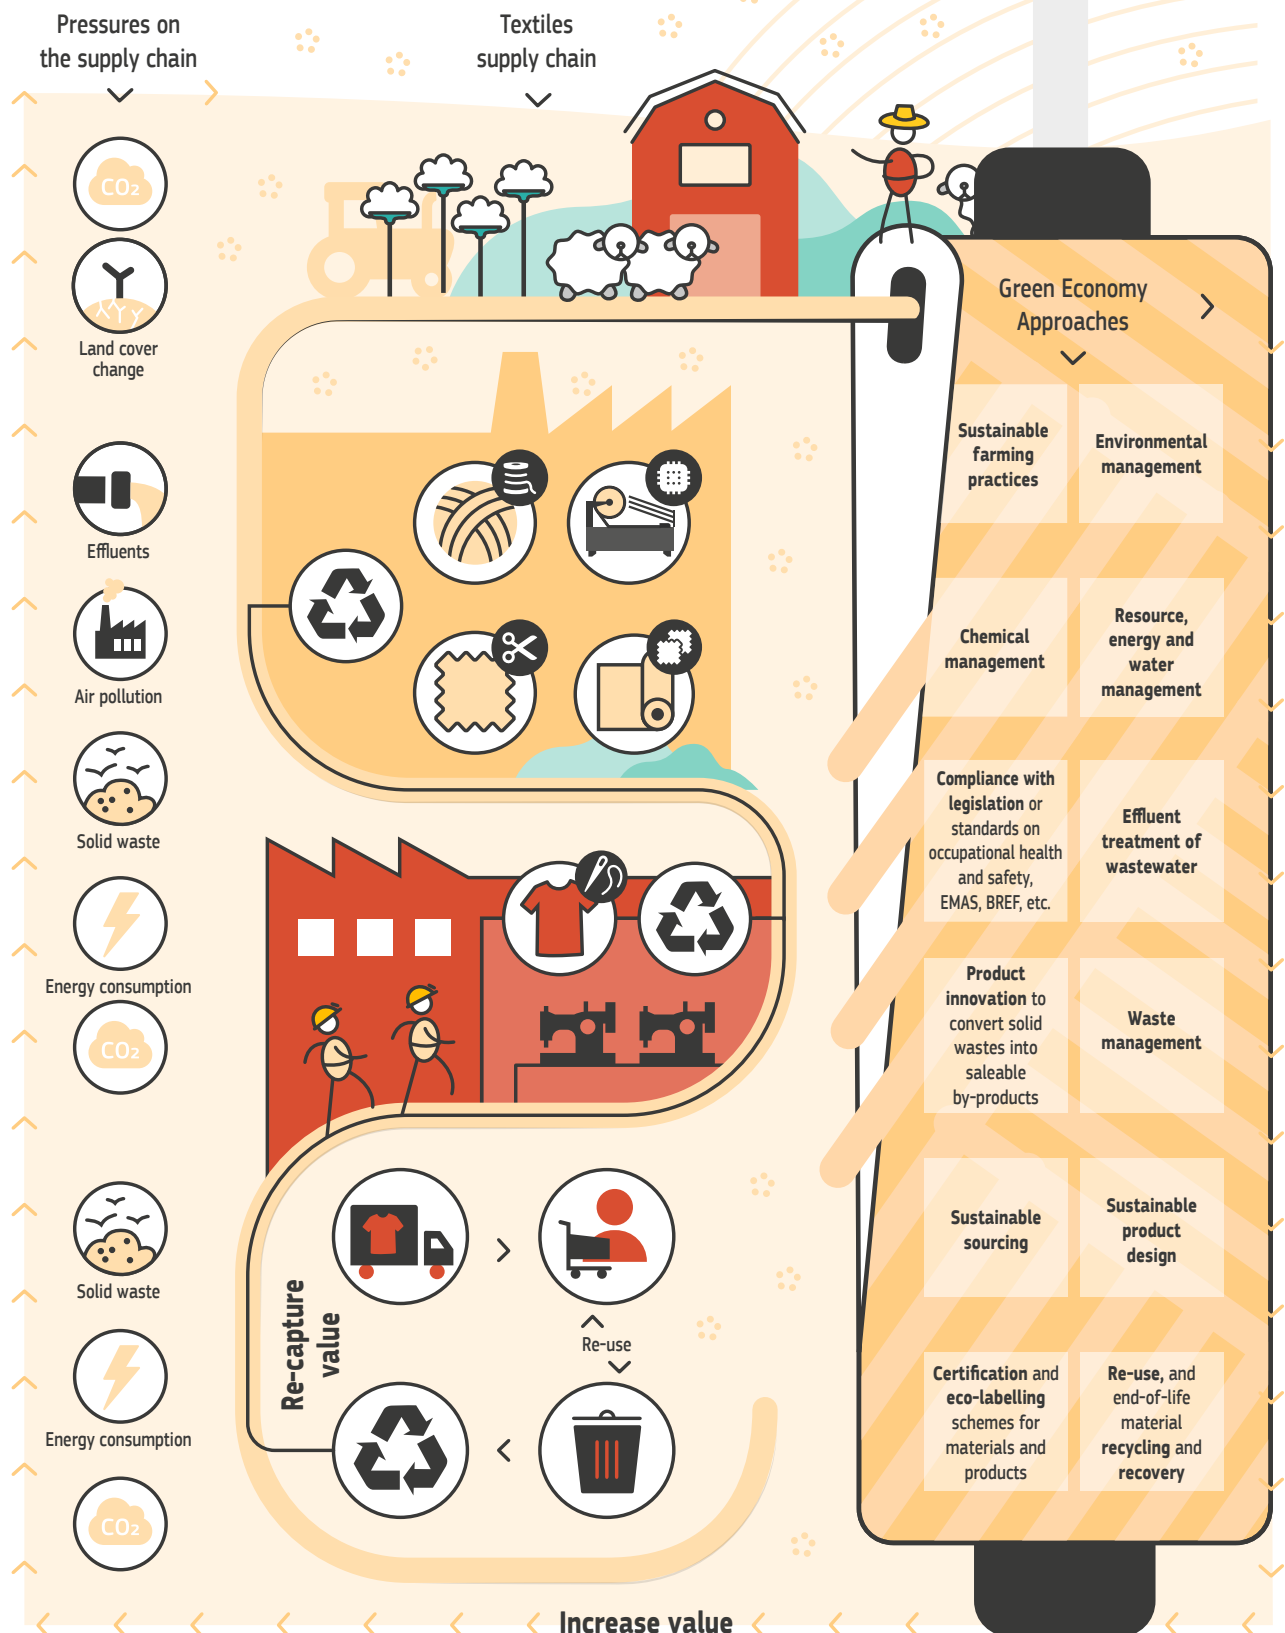 Pressures on
the supply chain
Textiles
supply chain
CO₂
Land cover
change
Effluents
Air pollution
Solid waste
Energy consumption
CO₂
Solid waste
Energy consumption
CO₂
Re-capture
value
Re-use
Green Economy
Approaches
Sustainable
farming
practices
Environmental
management
Chemical
management
Resource,
energy and
water
management
Compliance with
legislation or
standards on
occupational health
and safety,
EMAS, BREF, etc.
Effluent
treatment of
wastewater
Product
innovation to
convert solid
wastes into
saleable
by-products
Waste
management
Sustainable
sourcing
Sustainable
product
design
Certification and
eco-labelling
schemes for
materials and
products
Re-use, and
end-of-life
material
recycling and
recovery
Increase value